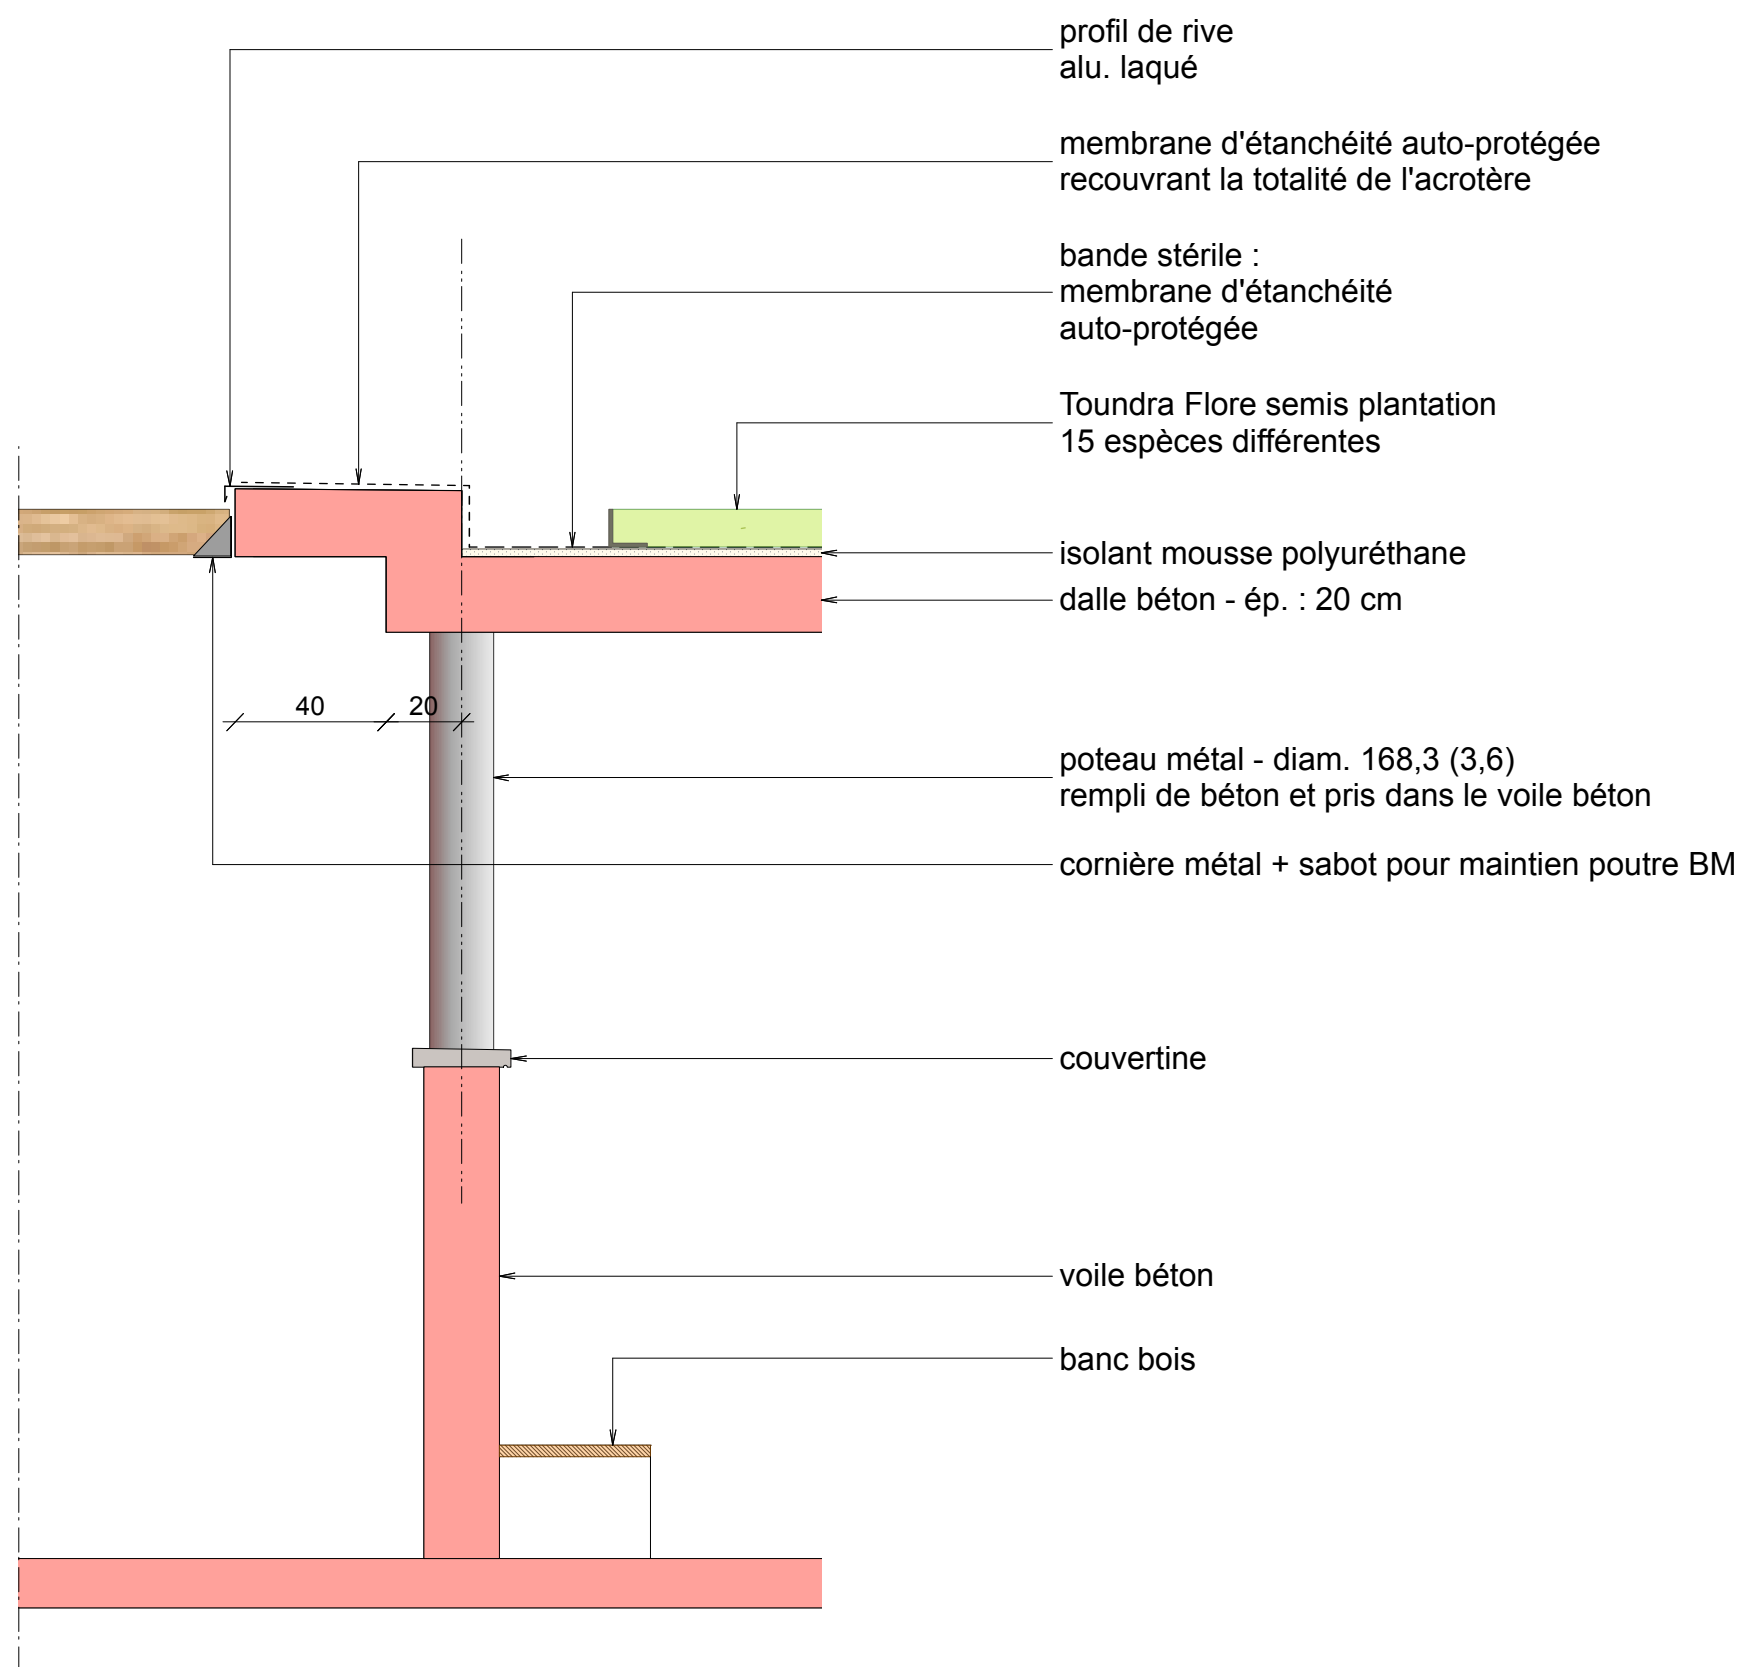 profil de rive
alu. laqué
membrane d'étanchéité auto-protégée
recouvrant la totalité de l'acrotère
bande stérile :
membrane d'étanchéité
auto-protégée
Toundra Flore semis plantation
15 espèces différentes
isolant mousse polyuréthane
dalle béton - ép. : 20 cm
40
20
poteau métal - diam. 168,3 (3,6)
rempli de béton et pris dans le voile béton
cornière métal + sabot pour maintien poutre BM
couvertine
voile béton
banc bois